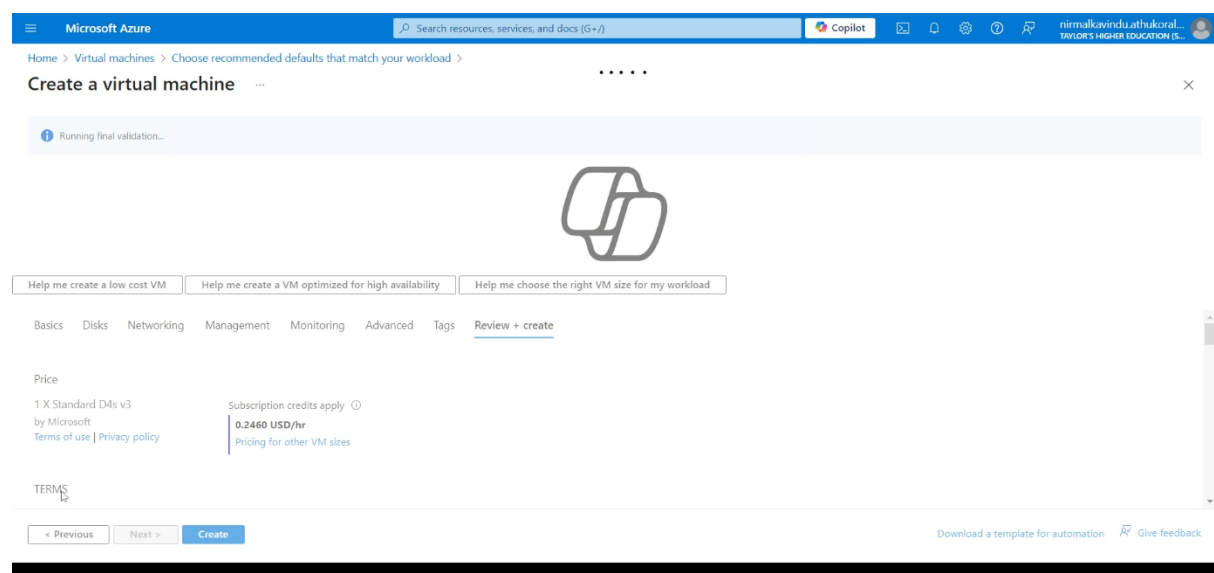 Microsoft Azure
Search resources, services, and docs (G+/)
Copilot
nirmalkavindu.athukoral...
TAYLOR'S HIGHER EDUCATION (S...
Home > Virtual machines > Choose recommended defaults that match your workload >
Create a virtual machine ...
Running final validation...
Help me create a low cost VM
Help me create a VM optimized for high availability
Help me choose the right VM size for my workload
Basics Disks Networking Management Monitoring Advanced Tags Review + create
Price
1 X Standard D4s v3
by Microsoft
Terms of use | Privacy policy
Subscription credits apply
0.2460 USD/hr
Pricing for other VM sizes
TERMS
< Previous
Next >
Create
Download a template for automation
Give feedback